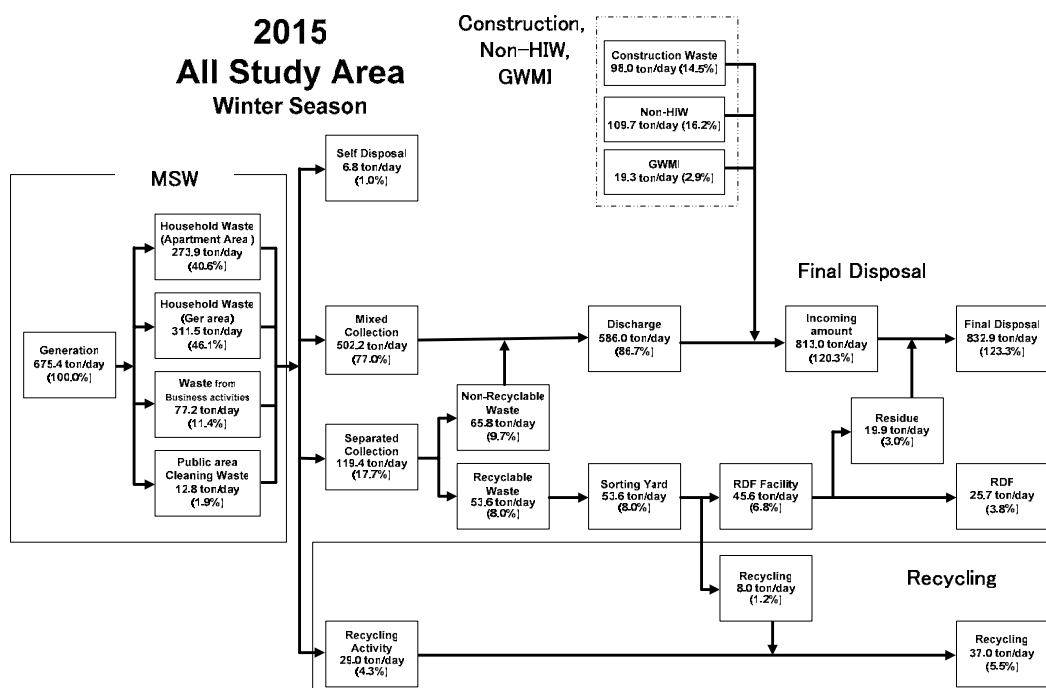 2015
All Study Area
Winter Season
Construction,
Non-HIW,
GWMI
Construction Waste
98.0 ton/day (14.5%)
Non-HIW
109.7 ton/day (16.2%)
GWMI
19.3 ton/day (2.9%)
MSW
Self Disposal
6.8 ton/day
(1.0%)
Generation
675.4 ton/day
(100.0%)
Household Waste
(Apartment Area )
273.9 ton/day
(40.6%)
Household Waste
(Ger area)
311.5 ton/day
(46.1%)
Waste from
Business activities
77.2 ton/day
(11.4%)
Public area
Cleaning Waste
12.8 ton/day
(1.9%)
Mixed
Collection
502.2 ton/day
(77.0%)
Discharge
586.0 ton/day
(86.7%)
Final Disposal
Incoming
amount
813.0 ton/day
(120.3%)
Final Disposal
832.9 ton/day
(123.3%)
Separated
Collection
119.4 ton/day
(17.7%)
Non-Recyclable
Waste
65.8 ton/day
(9.7%)
Recyclable
Waste
53.6 ton/day
(8.0%)
Sorting Yard
53.6 ton/day
(8.0%)
RDF Facility
45.6 ton/day
(6.8%)
Residue
19.9 ton/day
(3.0%)
RDF
25.7 ton/day
(3.8%)
Recycling
Recycling
8.0 ton/day
(1.2%)
Recycling
Activity
29.0 ton/day
(4.3%)
Recycling
37.0 ton/day
(5.5%)